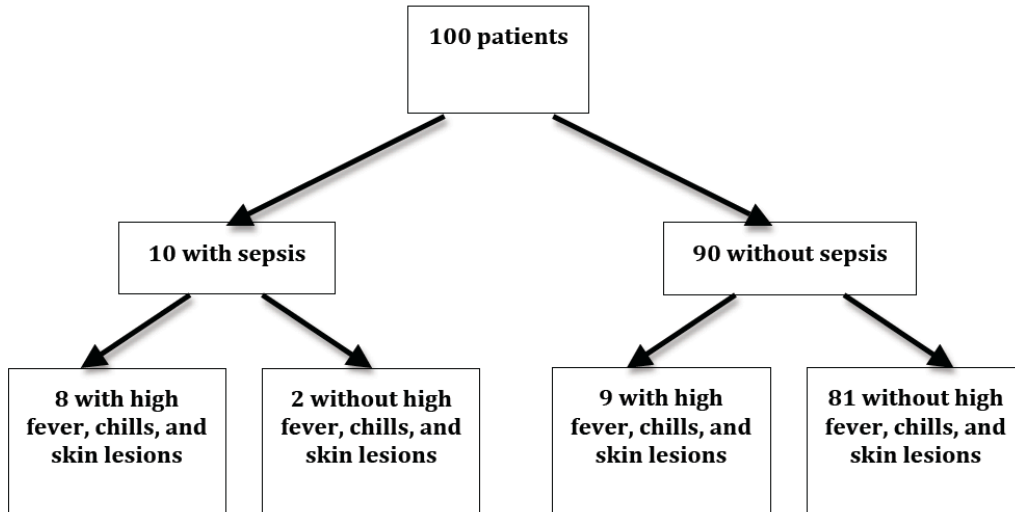 100 patients
10 with sepsis
90 without sepsis
8 with high
fever, chills, and
skin lesions
2 without high
fever, chills, and
skin lesions
9 with high
fever, chills, and
skin lesions
81 without high
fever, chills, and
skin lesions